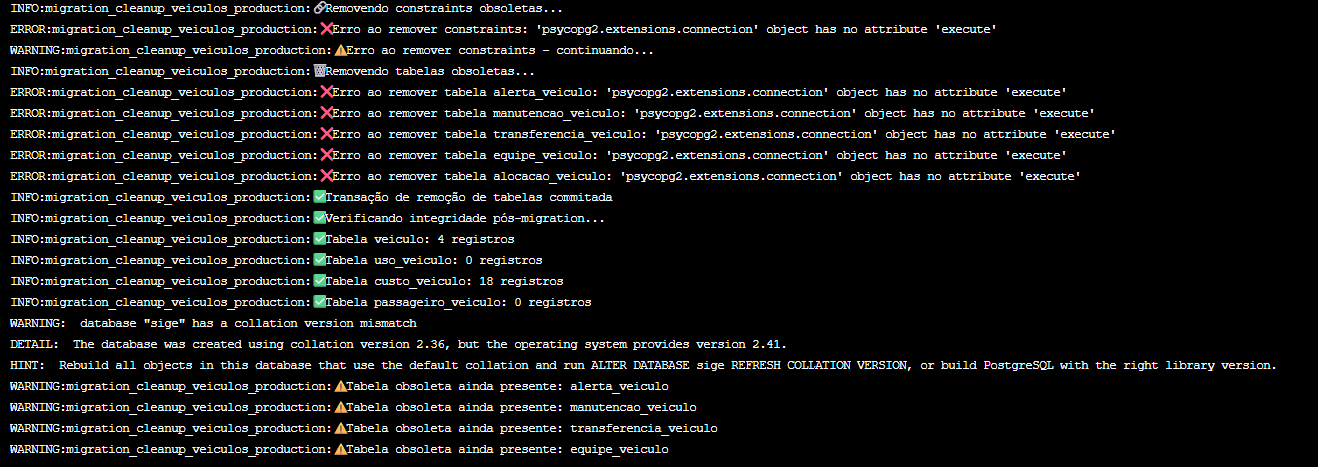 INFO:migration_cleanup_veiculos_production:🔗Removendo constraints obsoletas...
ERROR:migration_cleanup_veiculos_production:❌Erro ao remover constraints: 'psycopg2.extensions.connection' object has no attribute 'execute'
WARNING:migration_cleanup_veiculos_production:⚠️Erro ao remover constraints - continuando...
INFO:migration_cleanup_veiculos_production:🗑️Removendo tabelas obsoletas...
ERROR:migration_cleanup_veiculos_production:❌Erro ao remover tabela alerta_veiculo: 'psycopg2.extensions.connection' object has no attribute 'execute'
ERROR:migration_cleanup_veiculos_production:❌Erro ao remover tabela manutencao_veiculo: 'psycopg2.extensions.connection' object has no attribute 'execute'
ERROR:migration_cleanup_veiculos_production:❌Erro ao remover tabela transferencia_veiculo: 'psycopg2.extensions.connection' object has no attribute 'execute'
ERROR:migration_cleanup_veiculos_production:❌Erro ao remover tabela equipe_veiculo: 'psycopg2.extensions.connection' object has no attribute 'execute'
ERROR:migration_cleanup_veiculos_production:❌Erro ao remover tabela alocacao_veiculo: 'psycopg2.extensions.connection' object has no attribute 'execute'
INFO:migration_cleanup_veiculos_production:✅Transação de remoção de tabelas commitada
INFO:migration_cleanup_veiculos_production:✅Verificando integridade pós-migration...
INFO:migration_cleanup_veiculos_production:✅Tabela veiculo: 4 registros
INFO:migration_cleanup_veiculos_production:✅Tabela uso_veiculo: 0 registros
INFO:migration_cleanup_veiculos_production:✅Tabela custo_veiculo: 18 registros
INFO:migration_cleanup_veiculos_production:✅Tabela passageiro_veiculo: 0 registros
WARNING:  database "sige" has a collation version mismatch
DETAIL:  The database was created using collation version 2.36, but the operating system provides version 2.41.
HINT:  Rebuild all objects in this database that use the default collation and run ALTER DATABASE sige REFRESH COLLATION VERSION, or build PostgreSQL with the right library version.
WARNING:migration_cleanup_veiculos_production:⚠️Tabela obsoleta ainda presente: alerta_veiculo
WARNING:migration_cleanup_veiculos_production:⚠️Tabela obsoleta ainda presente: manutencao_veiculo
WARNING:migration_cleanup_veiculos_production:⚠️Tabela obsoleta ainda presente: transferencia_veiculo
WARNING:migration_cleanup_veiculos_production:⚠️Tabela obsoleta ainda presente: equipe_veiculo